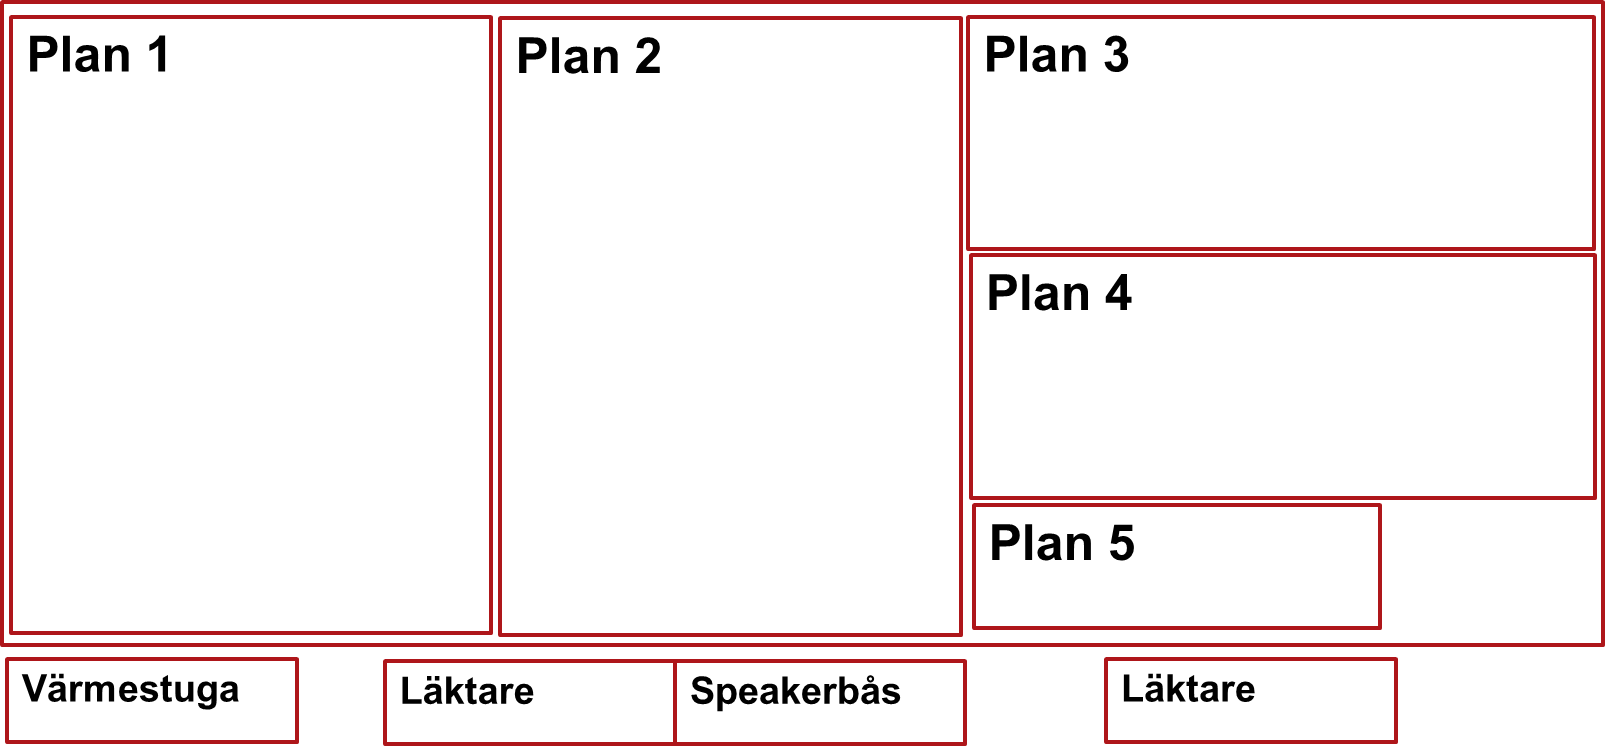 Plan 1
Plan 2
Plan 3
Plan 4
Plan 5
Värmestuga
Läktare
Speakerbås
Läktare